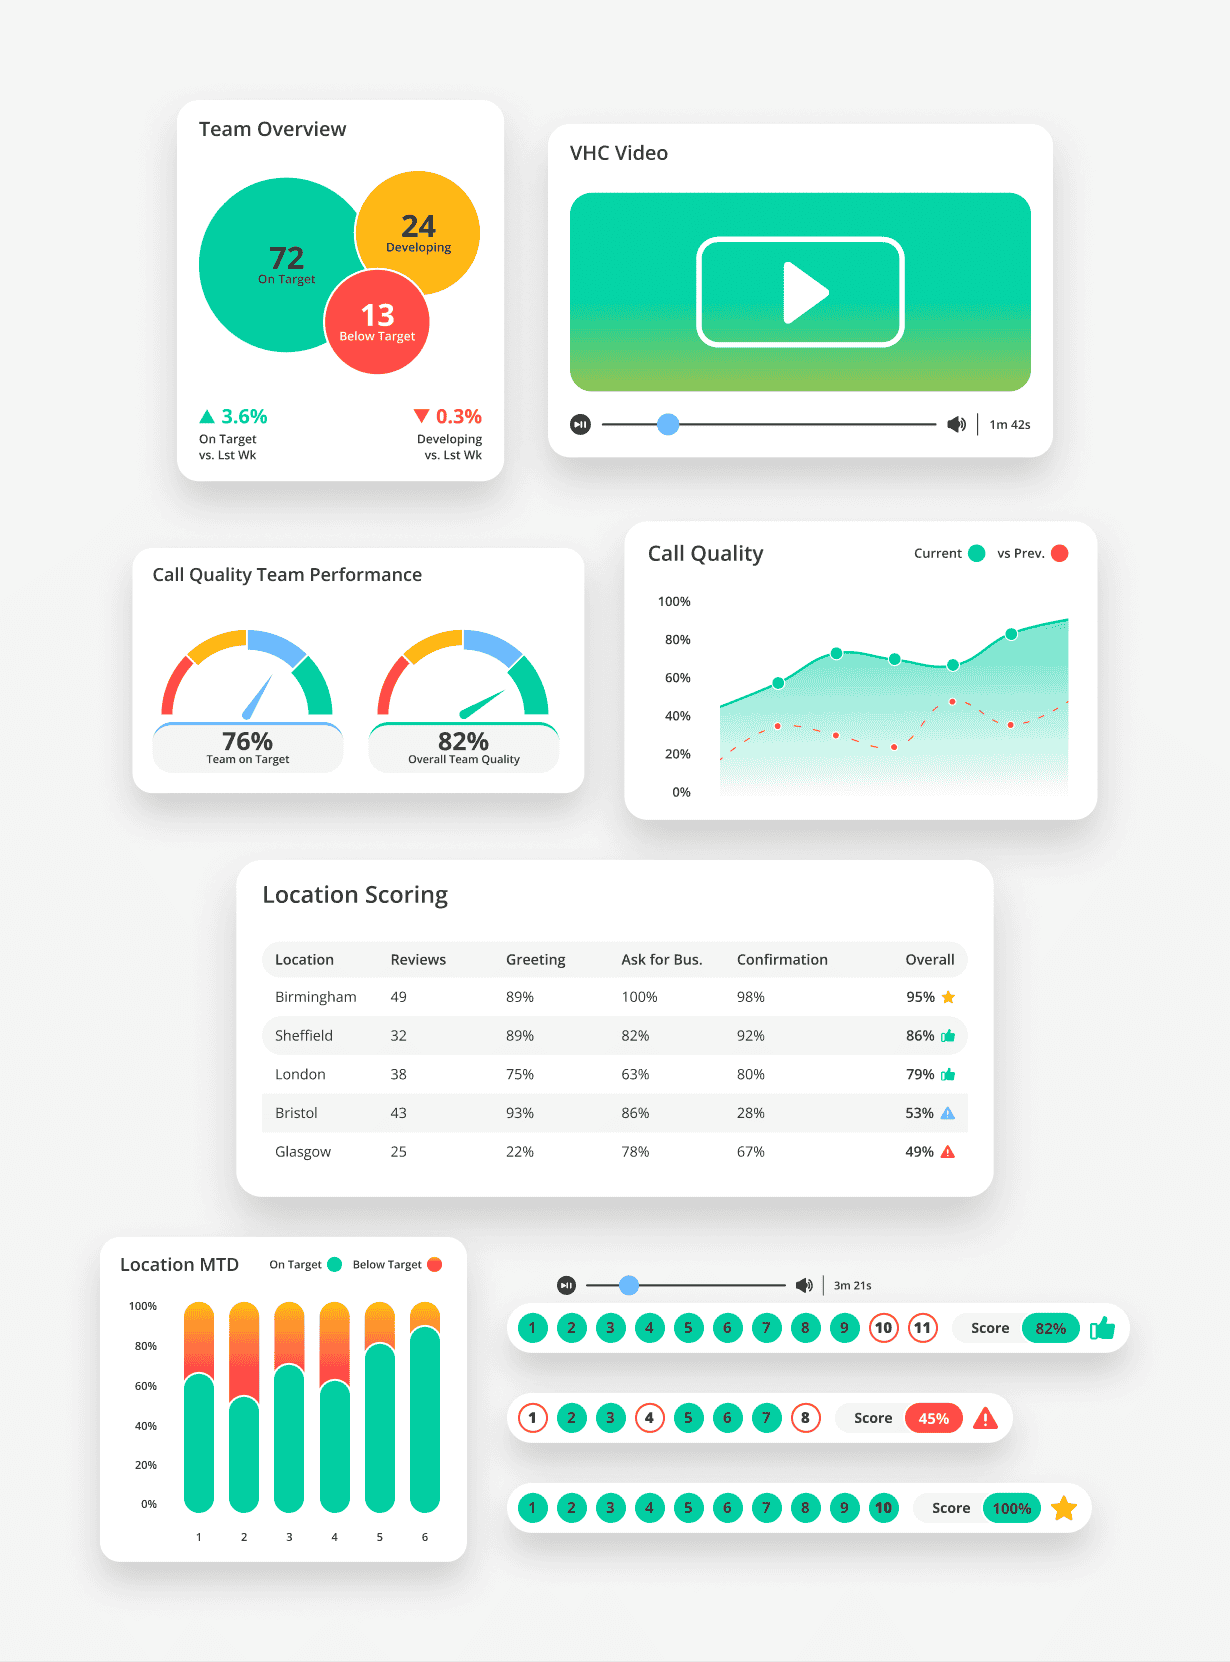 Team Overview
72
On Target
24
Developing
13
Below Target
3.6%
On Target
vs. Lst Wk
0.3%
Developing
vs. Lst Wk
VHC Video
1m 42s
Call Quality Team Performance
76%
Team on Target
82%
Overall Team Quality
Call Quality
Current
vs Prev.
100%
80%
60%
40%
20%
0%
Location Scoring
Location Reviews Greeting Ask for Bus. Confirmation Overall
Birmingham 49 89% 100% 98% 95%
Sheffield 32 89% 82% 92% 86%
London 38 75% 63% 80% 79%
Bristol 43 93% 86% 28% 53%
Glasgow 25 22% 78% 67% 49%
Location MTD
On Target
Below Target
100%
80%
60%
40%
20%
0%
1 2 3 4 5 6
3m 21s
1 2 3 4 5 6 7 8 9 10 11 Score 82%
1 2 3 4 5 6 7 8 Score 45%
1 2 3 4 5 6 7 8 9 10 Score 100%